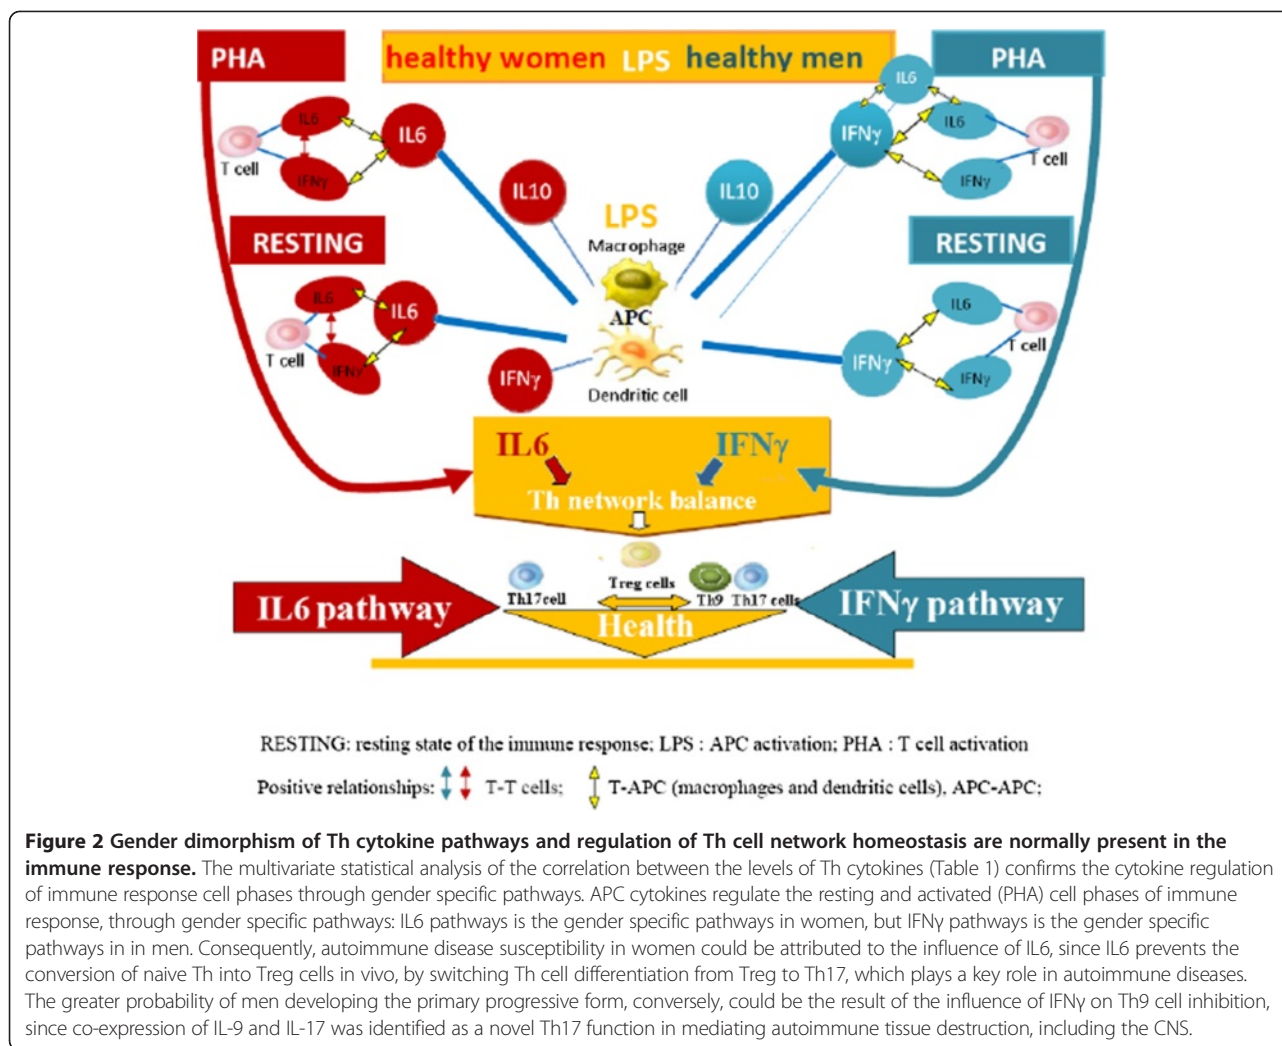 PHA
healthy women LPS healthy men
PHA
IL6
IL6
IL6
IFNγ
T cell
IFNγ
IL6
IFNγ
T cell
IL10
IL10
LPS
Macrophage
RESTING
RESTING
IL6
IL6
T cell
IFNγ
APC
IL6
IFNγ
T cell
IFNγ
IFNγ
Dendritic cell
IL6
IFNγ
Th network balance
Treg cells
Th17cell
Th9 Th17 cells
IL6 pathway
Health
IFNγ pathway
RESTING: resting state of the immune response; LPS : APC activation; PHA : T cell activation
Positive relationships: T-T cells; T-APC (macrophages and dendritic cells), APC-APC;
Figure 2 Gender dimorphism of Th cytokine pathways and regulation of Th cell network homeostasis are normally present in the
immune response. The multivariate statistical analysis of the correlation between the levels of Th cytokines (Table 1) confirms the cytokine regulation
of immune response cell phases through gender specific pathways. APC cytokines regulate the resting and activated (PHA) cell phases of immune
response, through gender specific pathways: IL6 pathways is the gender specific pathways in women, but IFNγ pathways is the gender specific
pathways in in men. Consequently, autoimmune disease susceptibility in women could be attributed to the influence of IL6, since IL6 prevents the
conversion of naive Th into Treg cells in vivo, by switching Th cell differentiation from Treg to Th17, which plays a key role in autoimmune diseases.
The greater probability of men developing the primary progressive form, conversely, could be the result of the influence of IFNγ on Th9 cell inhibition,
since co-expression of IL-9 and IL-17 was identified as a novel Th17 function in mediating autoimmune tissue destruction, including the CNS.